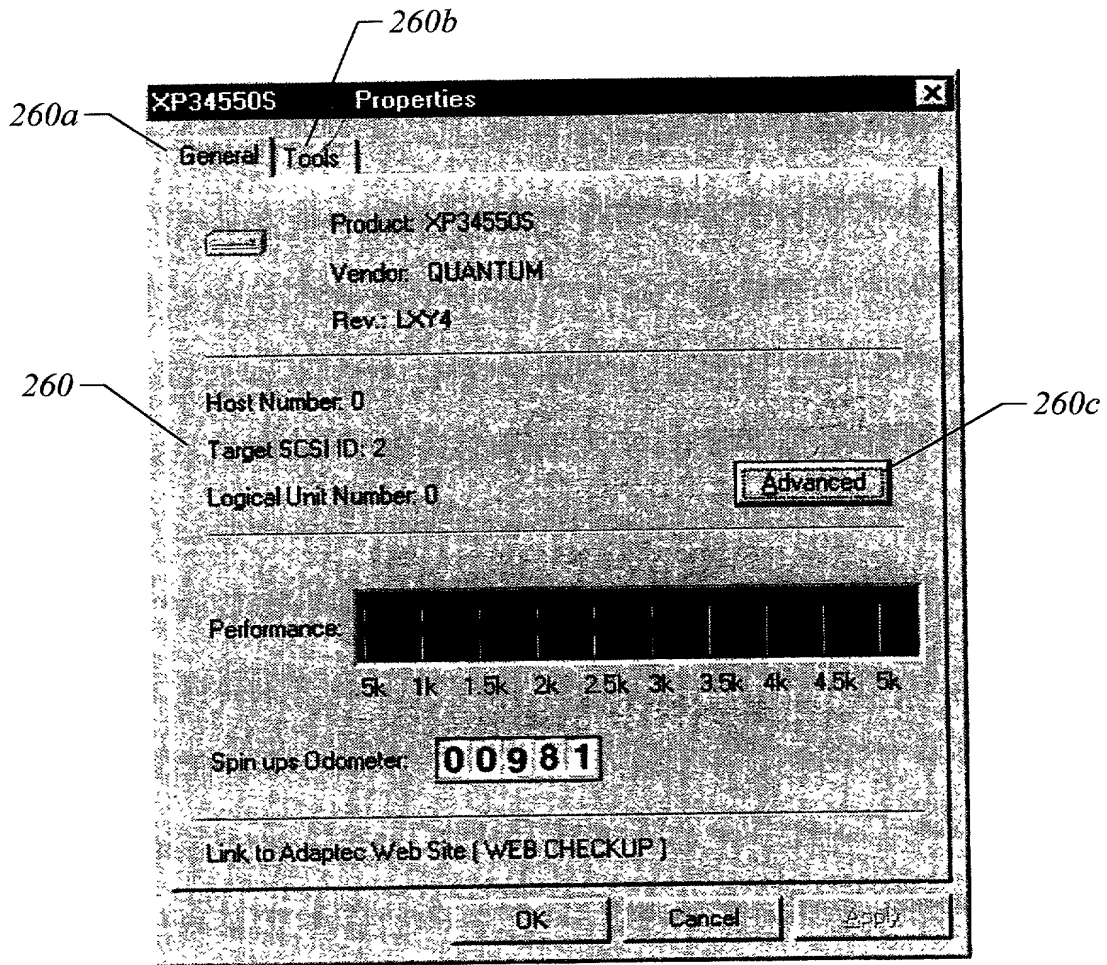 260b
XP34550S Properties
260a
General Tools
Product: XP34550S
Vendor: QUANTUM
Rev.: LXY4
260
Host Number: 0
260c
Target SCSI ID: 2
Advanced
Logical Unit Number: 0
Performance:
5k 1k 1.5k 2k 2.5k 3k 3.5k 4k 4.5k 5k
Spin ups Odometer: 00981
Link to Adaptec Web Site [ WEB CHECKUP ]
OK Cancel Apply